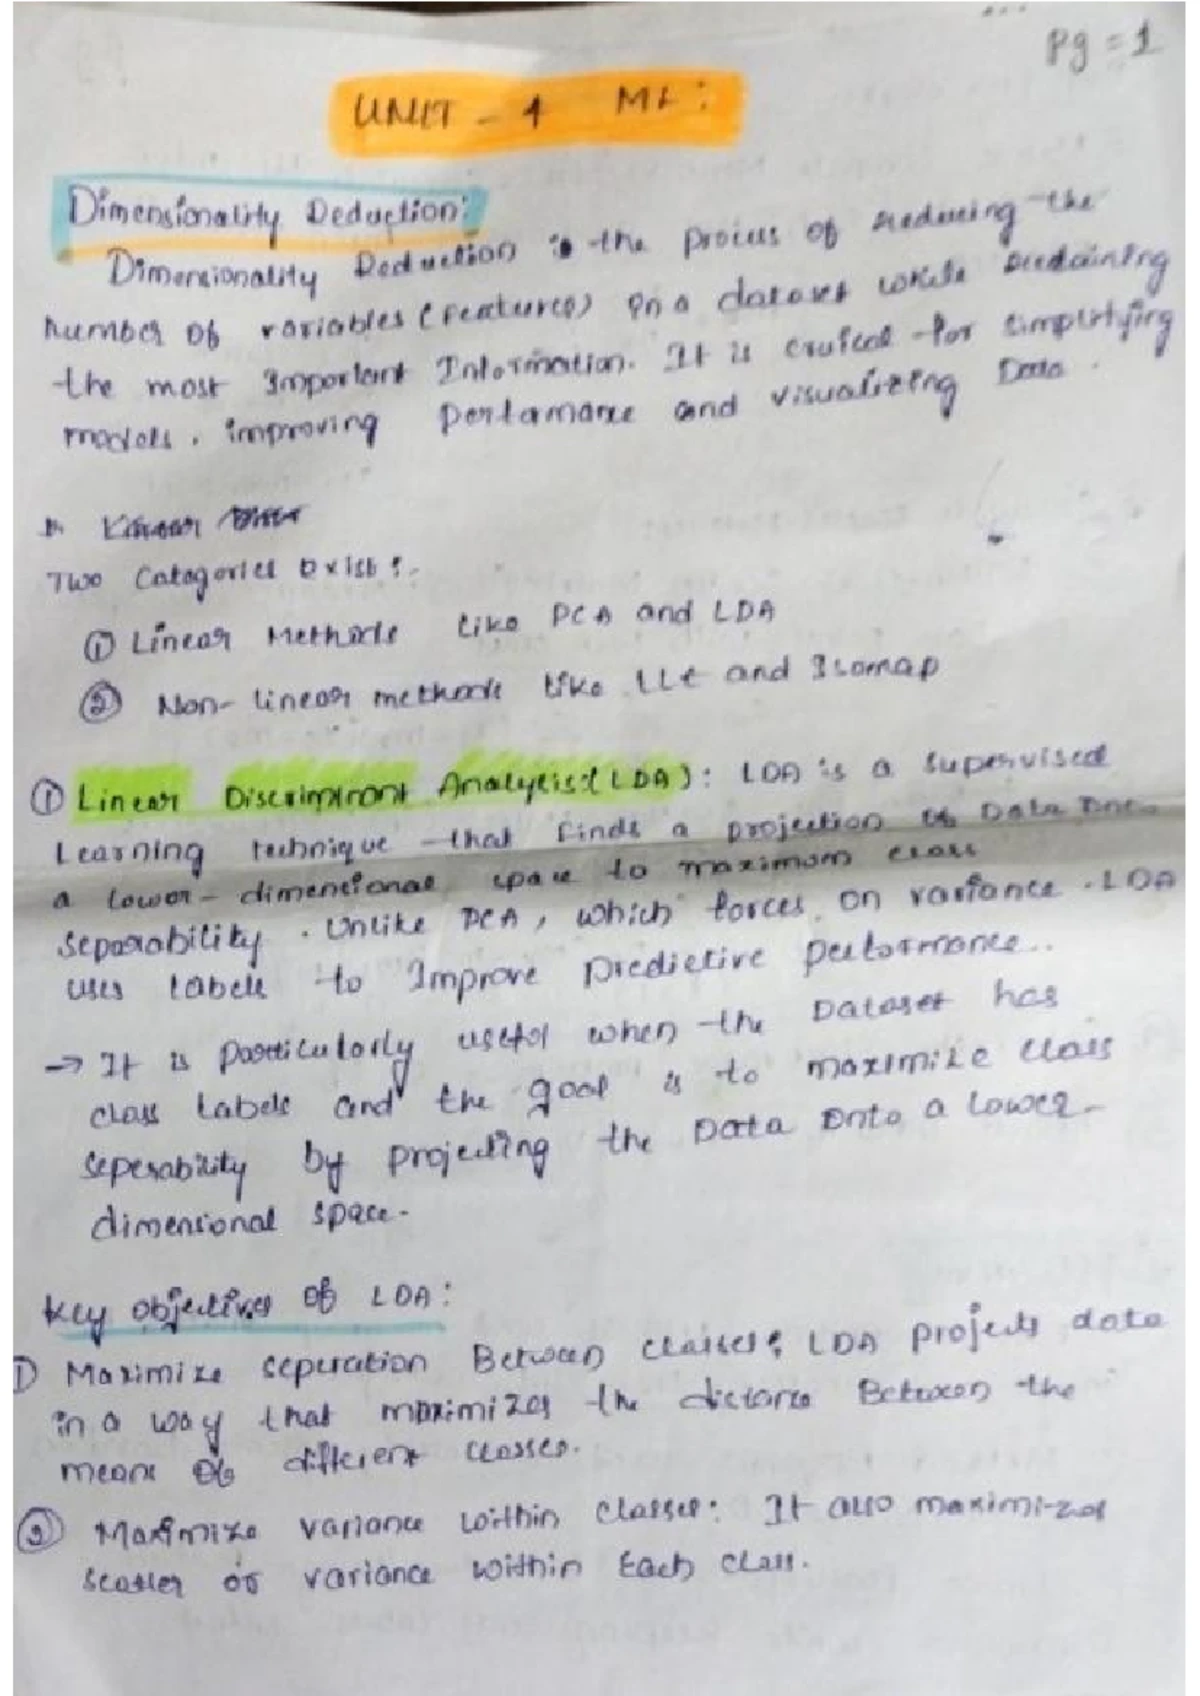 Pg = 1
UNIT - 4 ML :
Dimensionality Deduction:
Dimensionality Deduction is the process of reducing the
number of variables (features) in a dataset while retaining
the most important Information. It is crucial for simplifying
models, improving performance and visualizing Data.
Linear
Two Categories Exist :-
① Linear Methods like PCA and LDA
② Non-linear methods like LLE and Isomap
① Linear Discriminant Analysis (LDA): LDA is a supervised
Learning technique that finds a projection of Data
a lower-dimensional space to maximum class
separability. Unlike PCA, which forces on variance. LDA
uses labels to Improve predictive performance..
→ It is particularly useful when the Dataset has
class labels and the goal is to maximize class
seperability by projecting the Data onto a lower-
dimensional space.
Key objectives of LDA:
1) Maximize seperation Between classes: LDA projects data
in a way that maximizes the distance Between the
means of different classes.
② Maximize variance within classes: It also maximizes
scatter or variance within Each class.